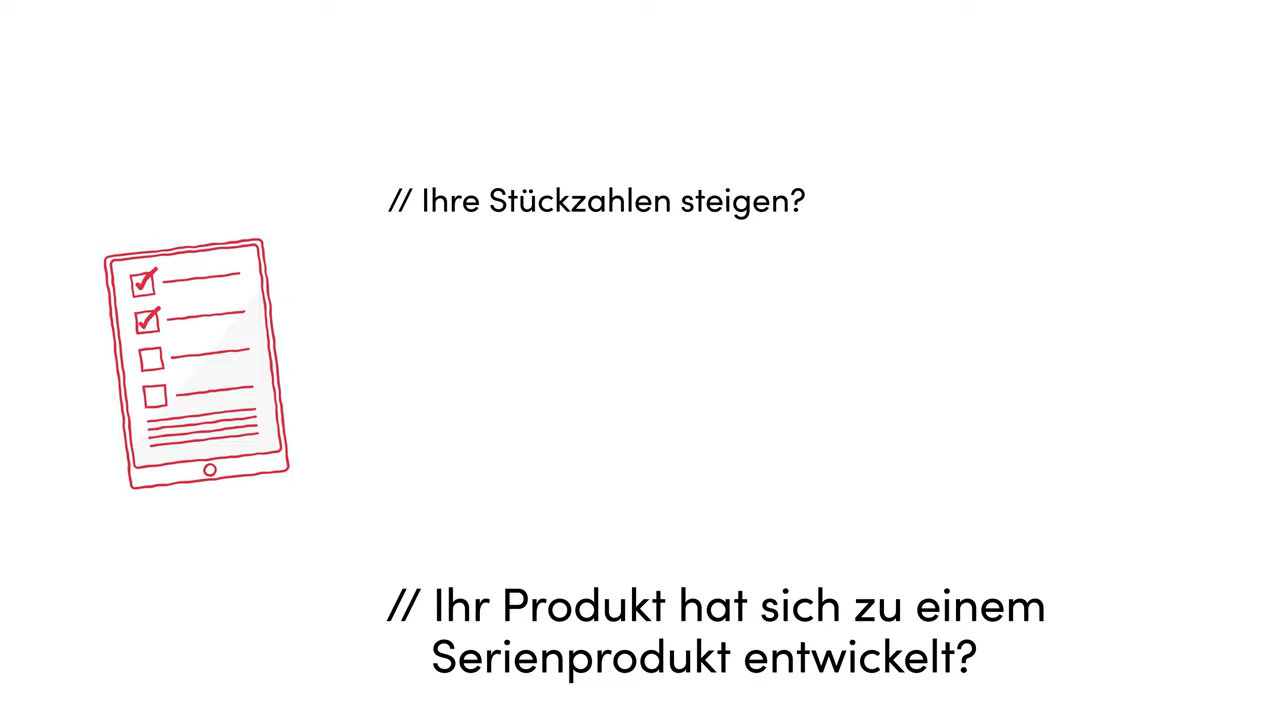 // Ihre Stückzahlen steigen?
// Ihr Produkt hat sich zu einem
Serienprodukt entwickelt?